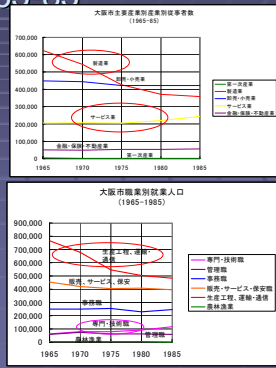 大阪市主要産業別産業別従事者数
(1965-85)
700,000
600,000
500,000
400,000
300,000
200,000
100,000
0
製造業
卸売・小売業
サービス業
金融・保険・不動産業
第一次産業
1965
1970
1975
1980
1985
第一次産業
製造業
卸売・小売業
サービス業
金融・保険・不動産業
大阪市職業別就業人口
(1965-1985)
900,000
800,000
700,000
600,000
500,000
400,000
300,000
200,000
100,000
0
生産工程、運輸・
通信
販売、サービス、保安
事務職
専門・技術職
管理職
農林漁業
1965
1970
1975
1980
1985
専門・技術職
管理職
事務職
販売・サービス・保安職
生産工程、運輸・通信
農林漁業